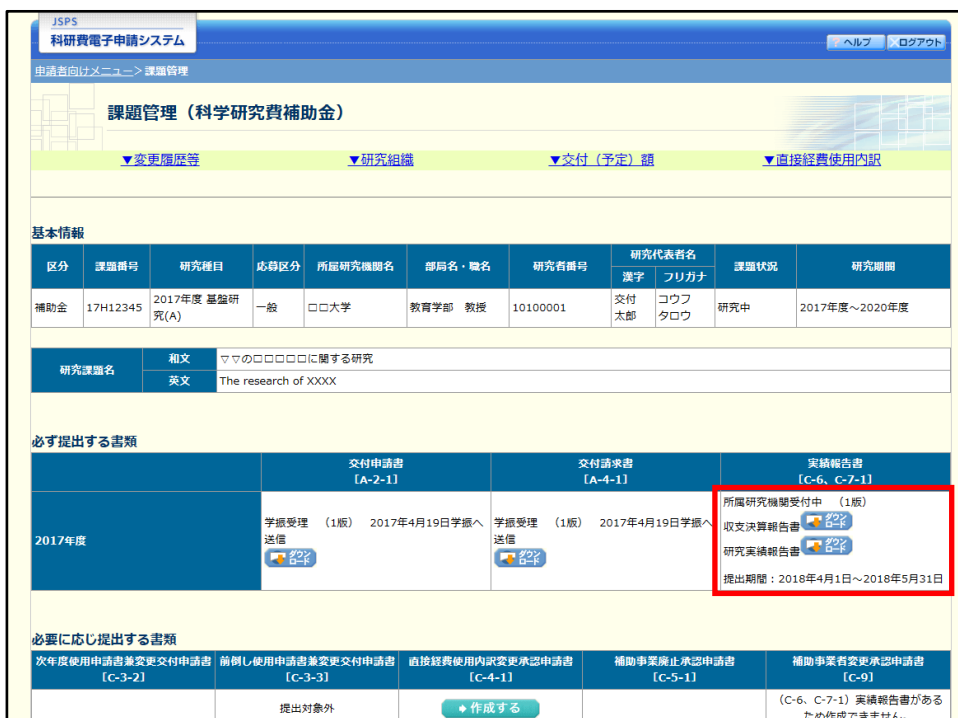 JSPS
科研費電子申請システム
ヘルプ ログアウト
申請者向けメニュー>課題管理
課題管理（科学研究費補助金）
▼変更履歴等 ▼研究組織 ▼交付（予定）額 ▼直接経費使用内訳
基本情報
区分 課題番号 研究種目 応募区分 所属研究機関名 部局名・職名 研究者番号 研究代表者名 課題状況 研究期間
漢字 フリガナ
補助金 17H12345 2017年度 基盤研究(A) 一般 □□大学 教育学部 教授 10100001 交付太郎 コウフタロウ 研究中 2017年度～2020年度
研究課題名 和文 ▽▽の□□□□□に関する研究
英文 The research of XXXX
必ず提出する書類
交付申請書 交付請求書 実績報告書
[A-2-1] [A-4-1] [C-6、C-7-1]
2017年度
学振受理 （1版） 2017年4月19日学振へ送信
ダウンロード
学振受理 （1版） 2017年4月19日学振へ送信
ダウンロード
所属研究機関受付中 （1版）
収支決算報告書 ダウンロード
研究実績報告書 ダウンロード
提出期間：2018年4月1日～2018年5月31日
必要に応じ提出する書類
次年度使用申請書兼変更交付申請書 前倒し使用申請書兼変更交付申請書 直接経費使用内訳変更承認申請書 補助事業廃止承認申請書 補助事業者変更承認申請書
[C-3-2] [C-3-3] [C-4-1] [C-5-1] [C-9]
提出対象外 作成する （C-6、C-7-1）実績報告書がある
ため作成できません。